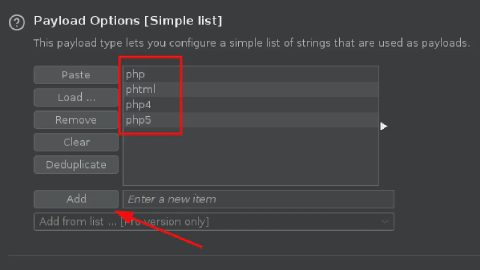 Payload Options [Simple list]
This payload type lets you configure a simple list of strings that are used as payloads.
Paste
Load ...
Remove
Clear
Deduplicate
php
phtml
php4
php5
Add
Enter a new item
Add from list ... [Pro version only]